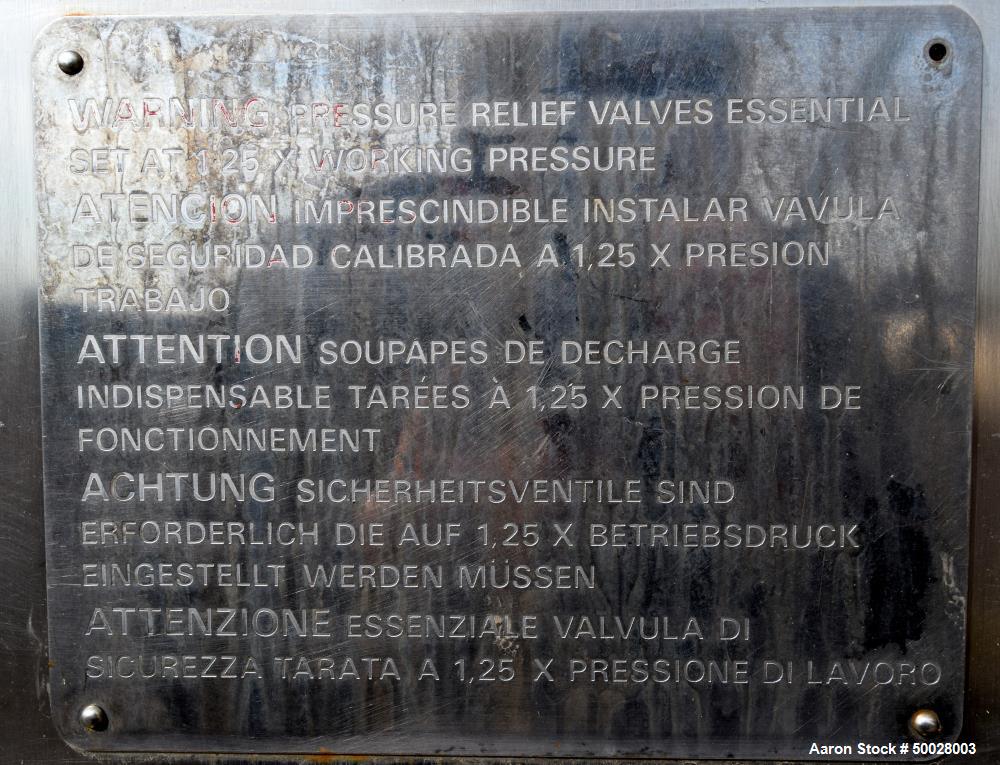 WARNING PRESSURE RELIEF VALVES ESSENTIAL
SET AT 1.25 X WORKING PRESSURE
ATENCION IMPRESCINDIBLE INSTALAR VAVULA
DE SEGURIDAD CALIBRADA A 1,25 X PRESION
TRABAJO
ATTENTION SOUPAPES DE DECHARGE
INDISPENSABLE TARÉES À 1,25 X PRESSION DE
FONCTIONNEMENT
ACHTUNG SICHERHEITSVENTILE SIND
ERFORDERLICH DIE AUF 1,25 X BETRIEBSDRUCK
EINGESTELLT WERDEN MÜSSEN
ATTENZIONE ESSENZIALE VALVULA DI
SICUREZZA TARATA A 1,25 X PRESSIONE DI LAVORO
Aaron Stock # 50028003